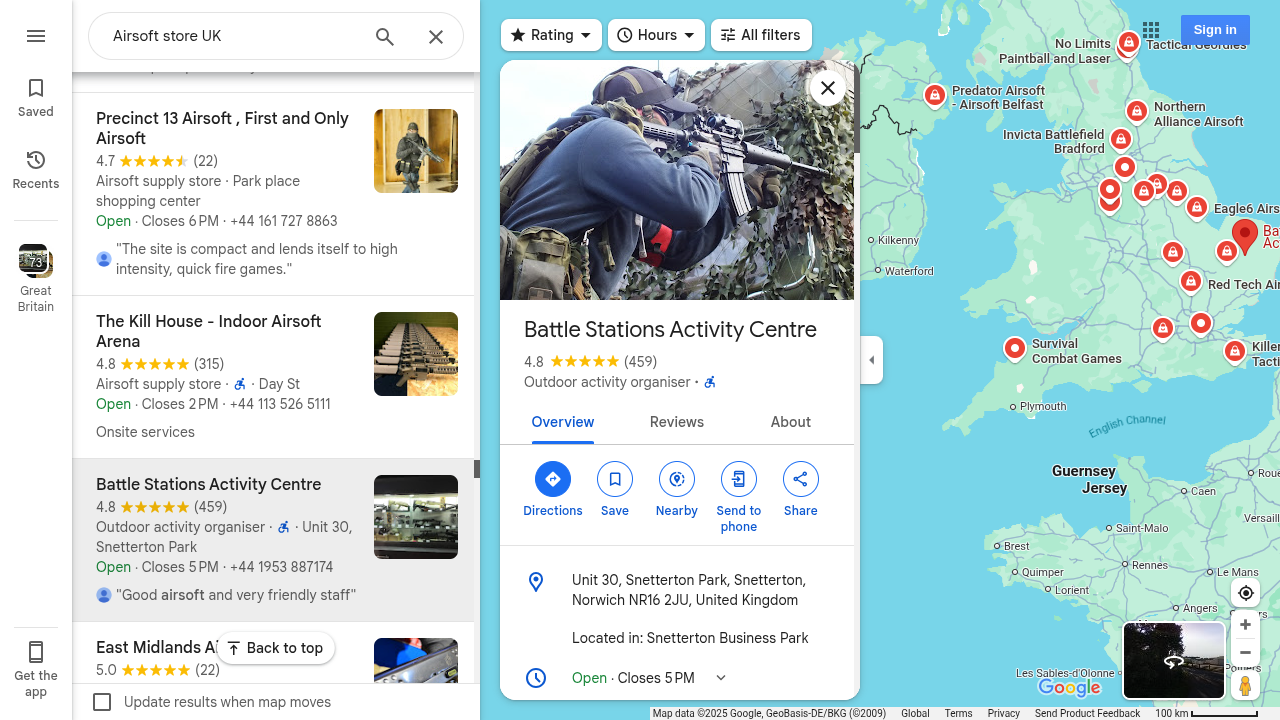 Airsoft store UK
Saved
Recents
73
Great
Britain
Get the
app
Precinct 13 Airsoft , First and Only
Airsoft
4.7 (22)
Airsoft supply store · Park place
shopping center
Open · Closes 6 PM · +44 161 727 8863
"The site is compact and lends itself to high
intensity, quick fire games."
The Kill House - Indoor Airsoft
Arena
4.8 (315)
Airsoft supply store · · Day St
Open · Closes 2 PM · +44 113 526 5111
Onsite services
Battle Stations Activity Centre
4.8 (459)
Outdoor activity organiser · · Unit 30,
Snetterton Park
Open · Closes 5 PM · +44 1953 887174
"Good airsoft and very friendly staff"
East Midlands Ai
Back to top
5.0 (22)
Update results when map moves
Rating
Hours
All filters
Battle Stations Activity Centre
4.8 (459)
Outdoor activity organiser ·
Overview
Reviews
About
Directions
Save
Nearby
Send to
phone
Share
Unit 30, Snetterton Park, Snetterton,
Norwich NR16 2JU, United Kingdom
Located in: Snetterton Business Park
Open · Closes 5 PM
Sign in
No Limits
Paintball and Laser
Tactical Geordies
Predator Airsoft
- Airsoft Belfast
Northern
Alliance Airsoft
Invicta Battlefield
Bradford
Eagle6 Airs
Ba
Ac
Kilkenny
Waterford
Red Tech Air
Survival
Combat Games
Killer
Tacti
Plymouth
English Channel
Guernsey
Jersey
Caen
Roue
Saint-Malo
Versaill
Brest
Rennes
Quimper
Le Mans
Lorient
Angers
Les Sables-d'Olonne
Poitiers
Google
Map data ©2025 Google, GeoBasis-DE/BKG (©2009)
Global
Terms
Privacy
Send Product Feedback
100 km